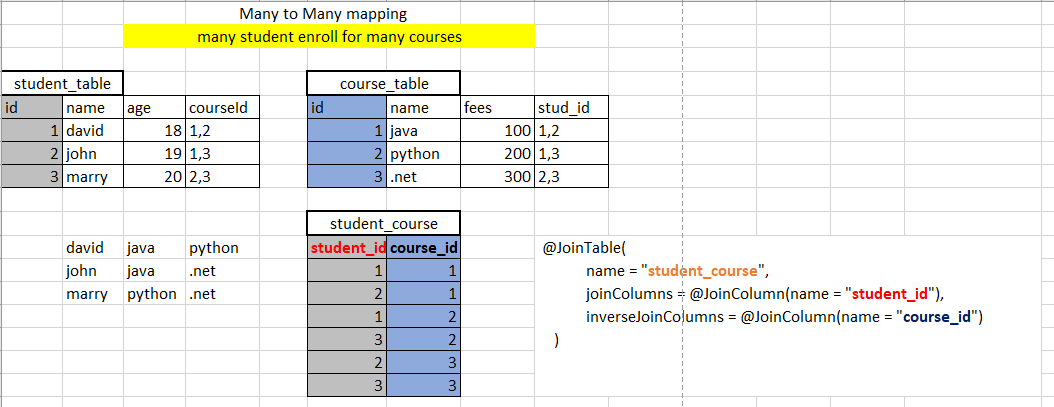 Many to Many mapping
many student enroll for many courses
student_table course_table
id name age courseId id name fees stud_id
1 david 18 1,2 1 java 100 1,2
2 john 19 1,3 2 python 200 1,3
3 marry 20 2,3 3 .net 300 2,3
student_course
david java python student_id course_id @JoinTable(
john java .net 1 1 name = "student_course",
marry python .net 2 1 joinColumns = @JoinColumn(name = "student_id"),
1 2 inverseJoinColumns = @JoinColumn(name = "course_id")
3 2 )
2 3
3 3